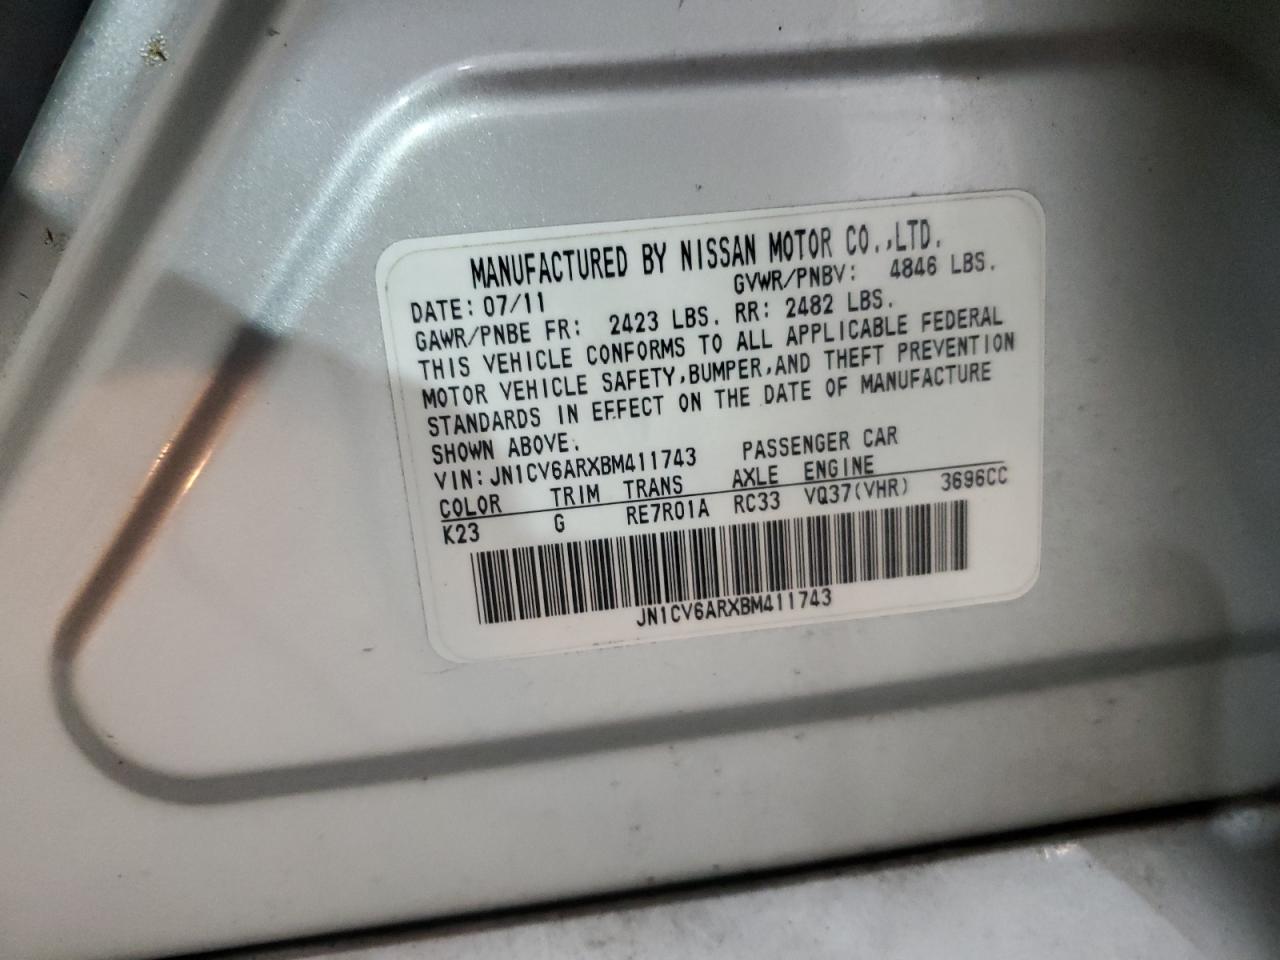 MANUFACTURED BY NISSAN MOTOR CO.,LTD.
DATE: 07/11 GVWR/PNBV: 4846 LBS.
GAWR/PNBE FR: 2423 LBS. RR: 2482 LBS.
THIS VEHICLE CONFORMS TO ALL APPLICABLE FEDERAL
MOTOR VEHICLE SAFETY,BUMPER,AND THEFT PREVENTION
STANDARDS IN EFFECT ON THE DATE OF MANUFACTURE
SHOWN ABOVE.
VIN: JN1CV6ARXBM411743 PASSENGER CAR
COLOR TRIM TRANS AXLE ENGINE
K23 G RE7R01A RC33 VQ37(VHR) 3696CC
JN1CV6ARXBM411743